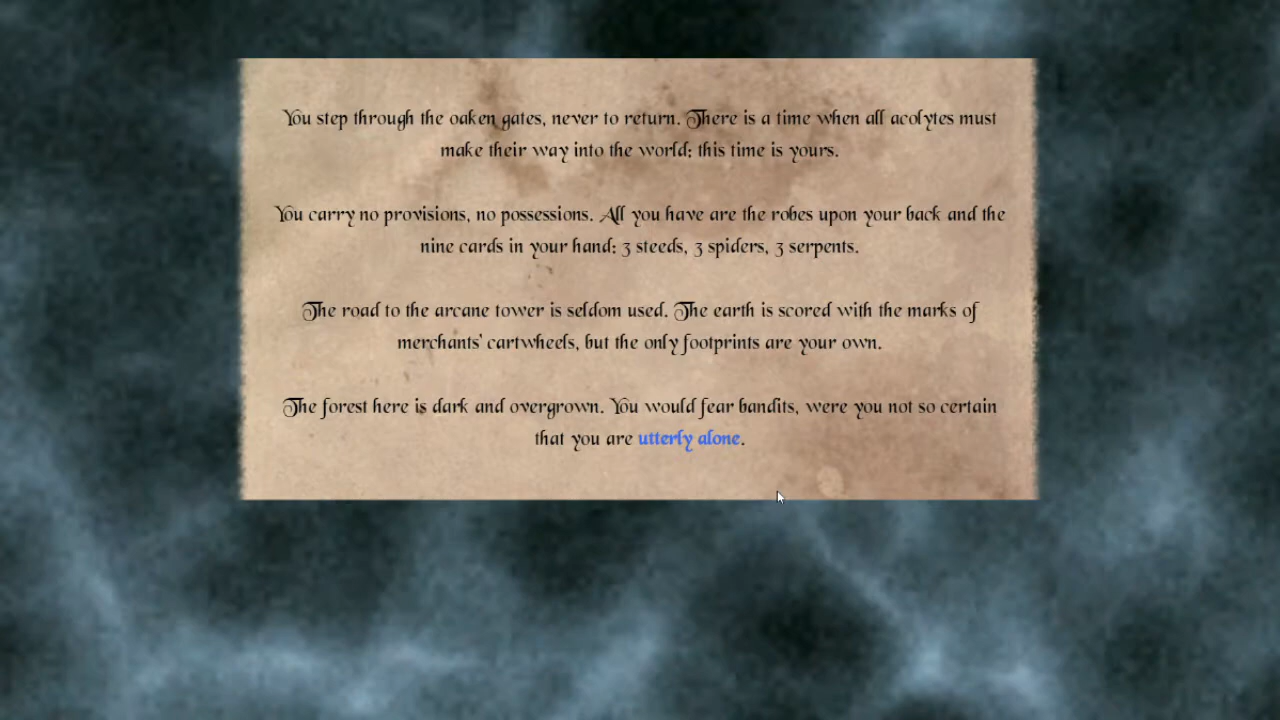 You step through the oaken gates, never to return. There is a time when all acolytes must
make their way into the world; this time is yours.
You carry no provisions, no possessions. All you have are the robes upon your back and the
nine cards in your hand: 3 steeds, 3 spiders, 3 serpents.
The road to the arcane tower is seldom used. The earth is scored with the marks of
merchants' cartwheels, but the only footprints are your own.
The forest here is dark and overgrown. You would fear bandits, were you not so certain
that you are utterly alone.